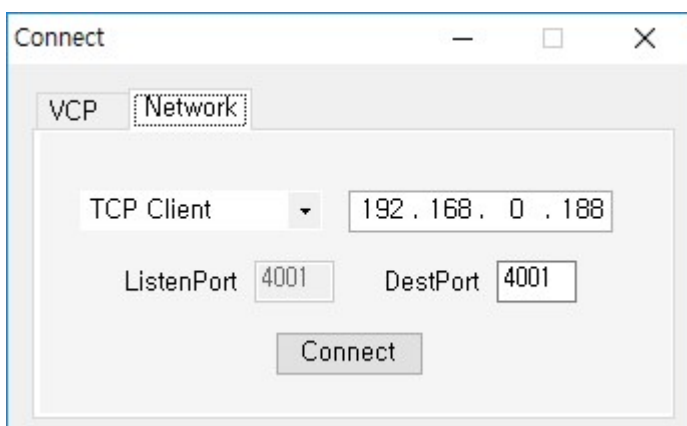 Connect
VCP Network
TCP Client 192 . 168 . 0 . 188
ListenPort 4001 DestPort 4001
Connect